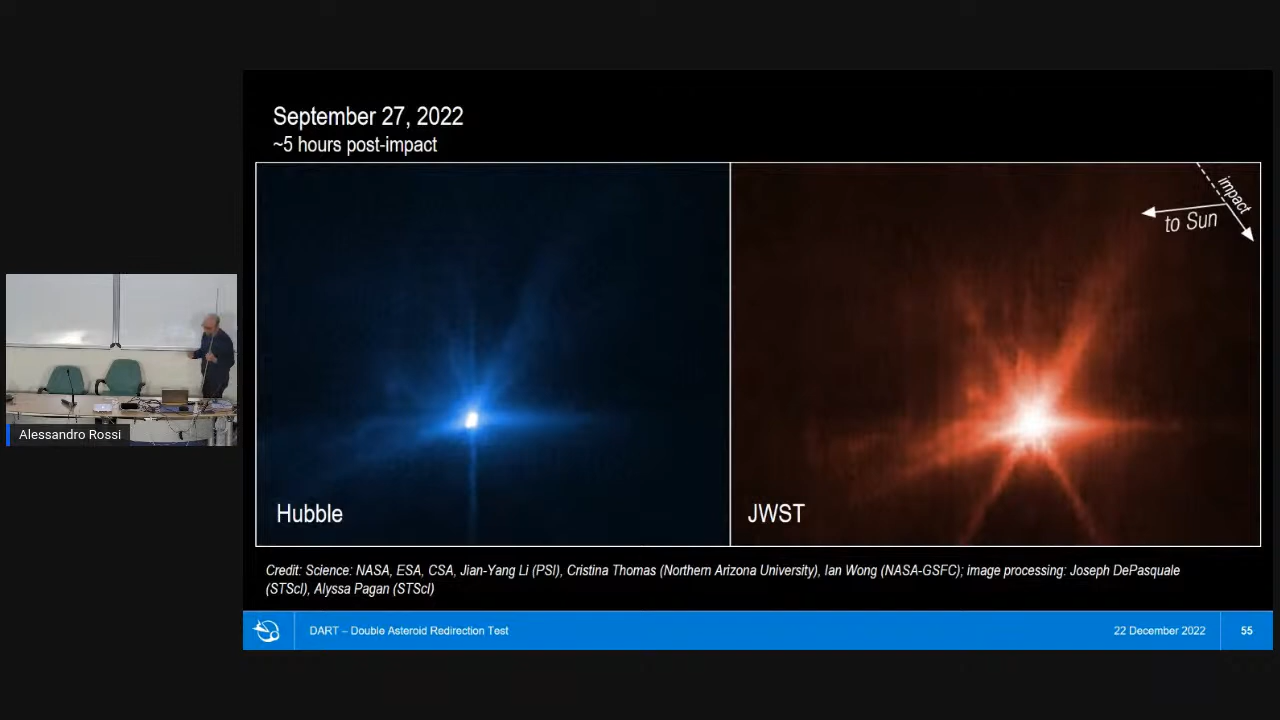 September 27, 2022
~5 hours post-impact
impact
to Sun
Hubble
JWST
Credit: Science: NASA, ESA, CSA, Jian-Yang Li (PSI), Cristina Thomas (Northern Arizona University), Ian Wong (NASA-GSFC); image processing: Joseph DePasquale
(STScI), Alyssa Pagan (STScI)
DART – Double Asteroid Redirection Test
22 December 2022
55
Alessandro Rossi